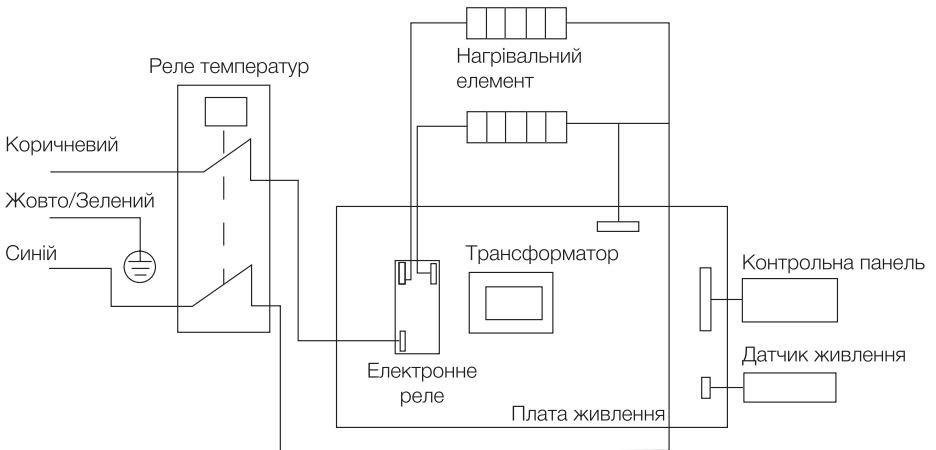 Нагрівальний
елемент
Реле температур
Коричневий
Жовто/Зелений
Синій
Трансформатор
Контрольна панель
Датчик живлення
Електронне
реле
Плата живлення